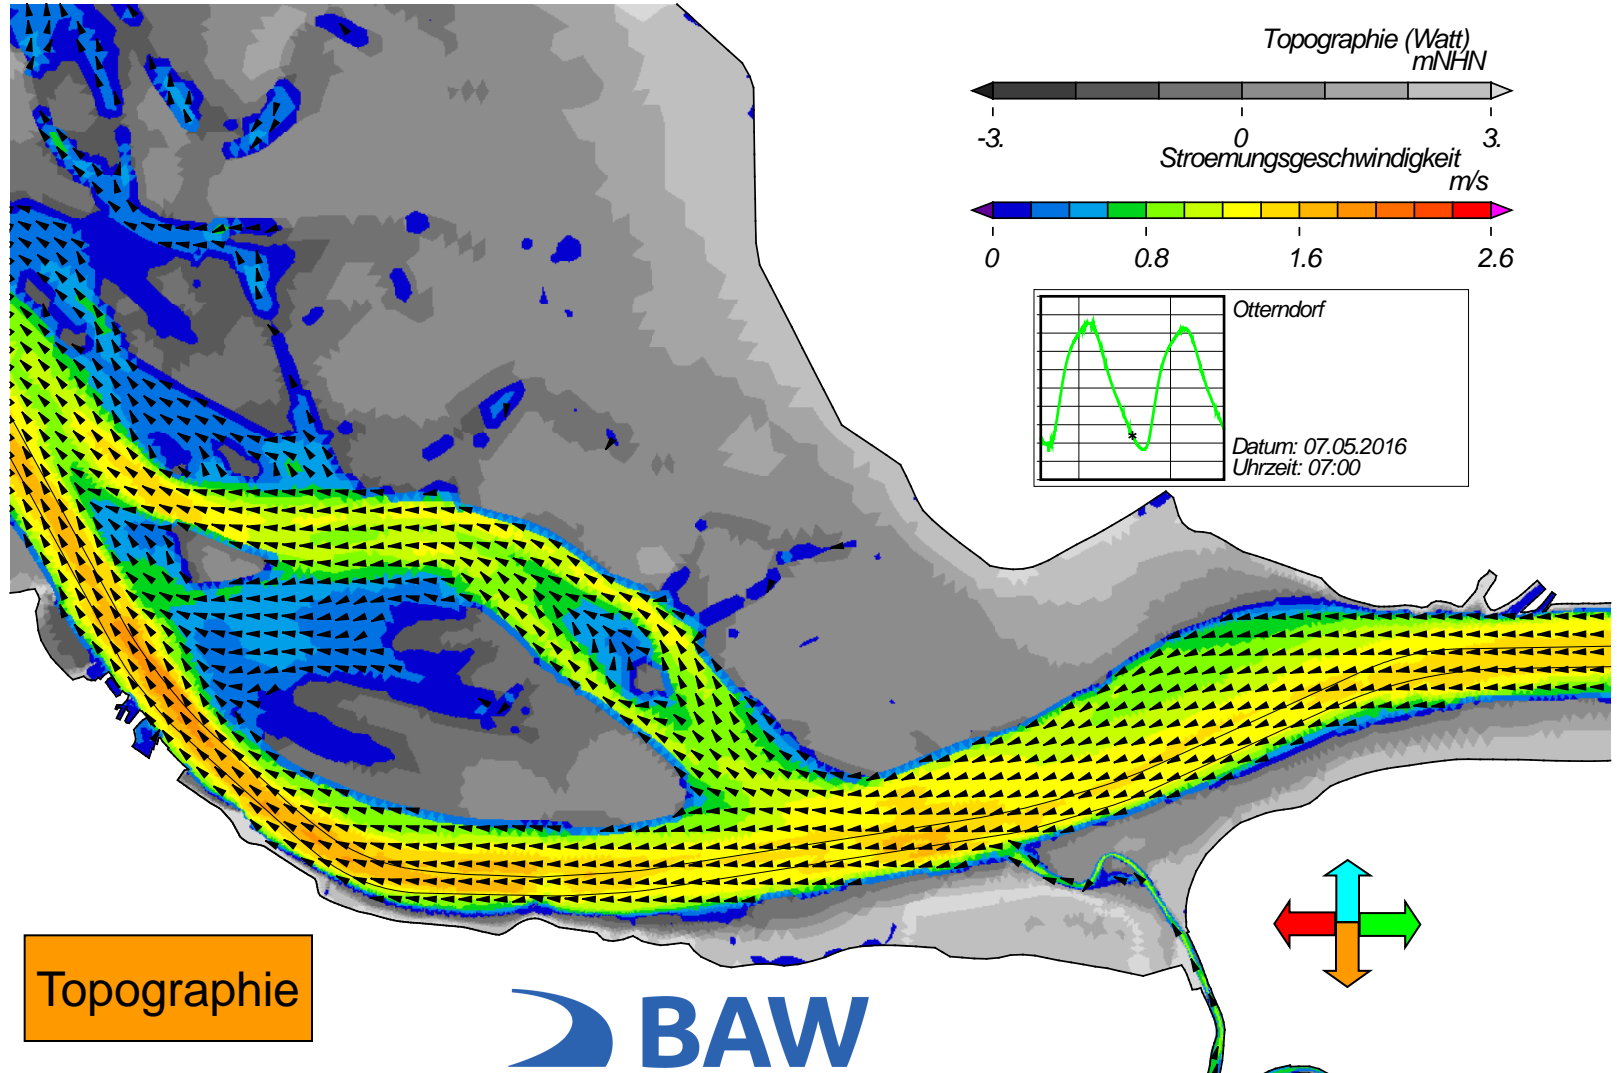 Topographie (Watt)
mNHN
-3. 0 3.
Stroemungsgeschwindigkeit
m/s
0 0.8 1.6 2.6
Otterndorf
Datum: 07.05.2016
Uhrzeit: 07:00
Topographie
BAW